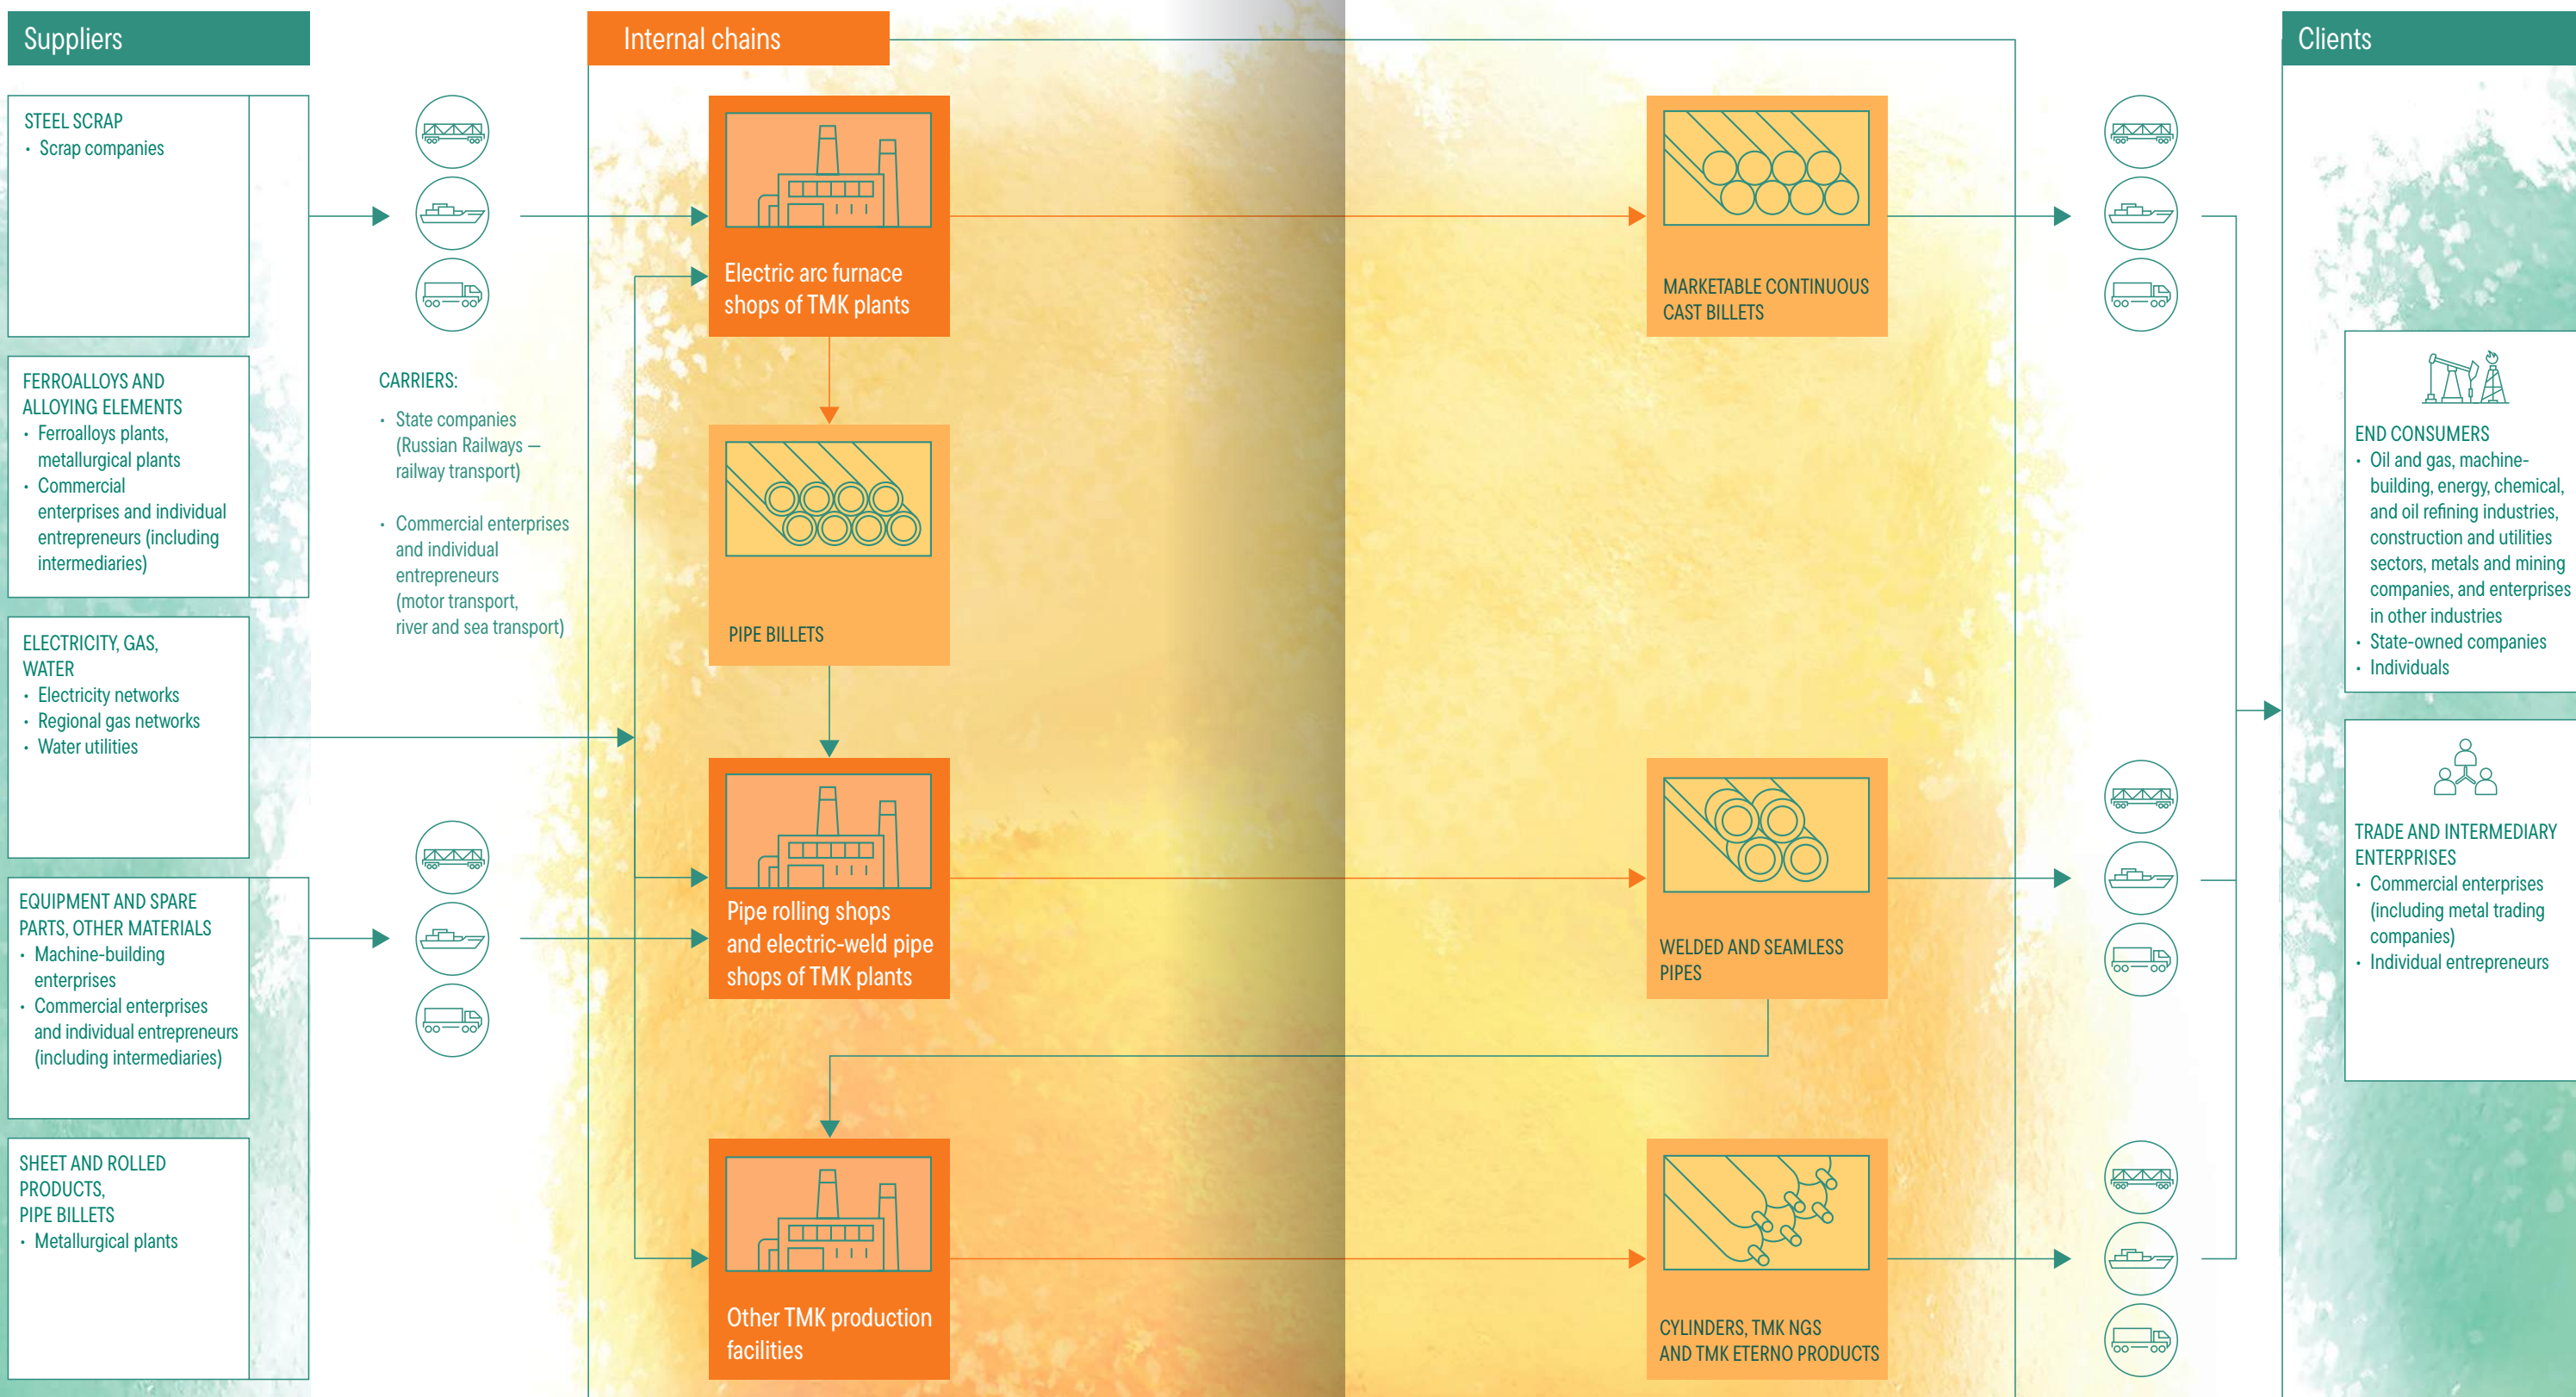 Suppliers
STEEL SCRAP
• Scrap companies
FERROALLOYS AND
ALLOYING ELEMENTS
• Ferroalloys plants,
metallurgical plants
• Commercial
enterprises and individual
entrepreneurs (including
intermediaries)
ELECTRICITY, GAS,
WATER
• Electricity networks
• Regional gas networks
• Water utilities
EQUIPMENT AND SPARE
PARTS, OTHER MATERIALS
• Machine-building
enterprises
• Commercial enterprises
and individual entrepreneurs
(including intermediaries)
SHEET AND ROLLED
PRODUCTS,
PIPE BILLETS
• Metallurgical plants
CARRIERS:
• State companies
(Russian Railways —
railway transport)
• Commercial enterprises
and individual
entrepreneurs
(motor transport,
river and sea transport)
Internal chains
Electric arc furnace
shops of TMK plants
PIPE BILLETS
Pipe rolling shops
and electric-weld pipe
shops of TMK plants
Other TMK production
facilities
MARKETABLE CONTINUOUS
CAST BILLETS
WELDED AND SEAMLESS
PIPES
CYLINDERS, TMK NGS
AND TMK ETERNO PRODUCTS
Clients
END CONSUMERS
• Oil and gas, machine-
building, energy, chemical,
and oil refining industries,
construction and utilities
sectors, metals and mining
companies, and enterprises
in other industries
• State-owned companies
• Individuals
TRADE AND INTERMEDIARY
ENTERPRISES
• Commercial enterprises
(including metal trading
companies)
• Individual entrepreneurs